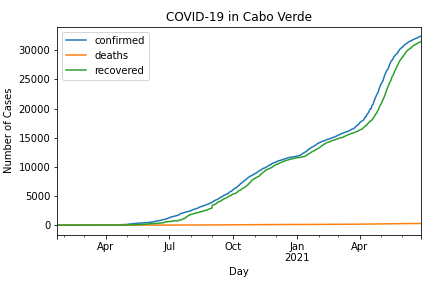 COVID-19 in Cabo Verde
confirmed
deaths
recovered
Number of Cases
30000
25000
20000
15000
10000
5000
0
Apr
Jul
Oct
Jan
2021
Apr
Day